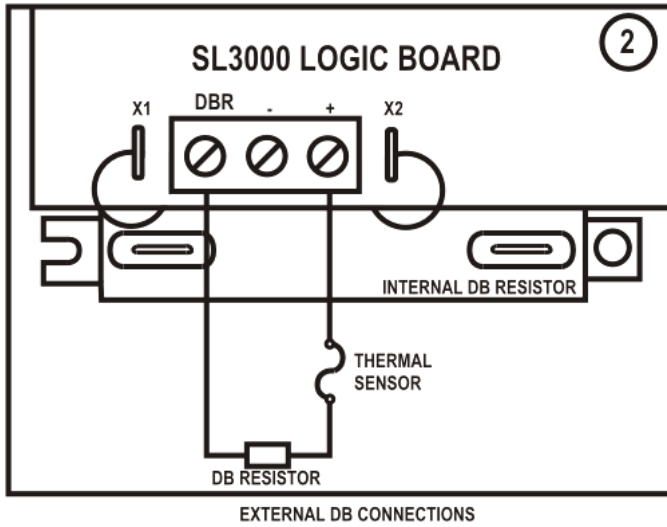 2
SL3000 LOGIC BOARD
X1
DBR
-
+
X2
INTERNAL DB RESISTOR
THERMAL
SENSOR
DB RESISTOR
EXTERNAL DB CONNECTIONS